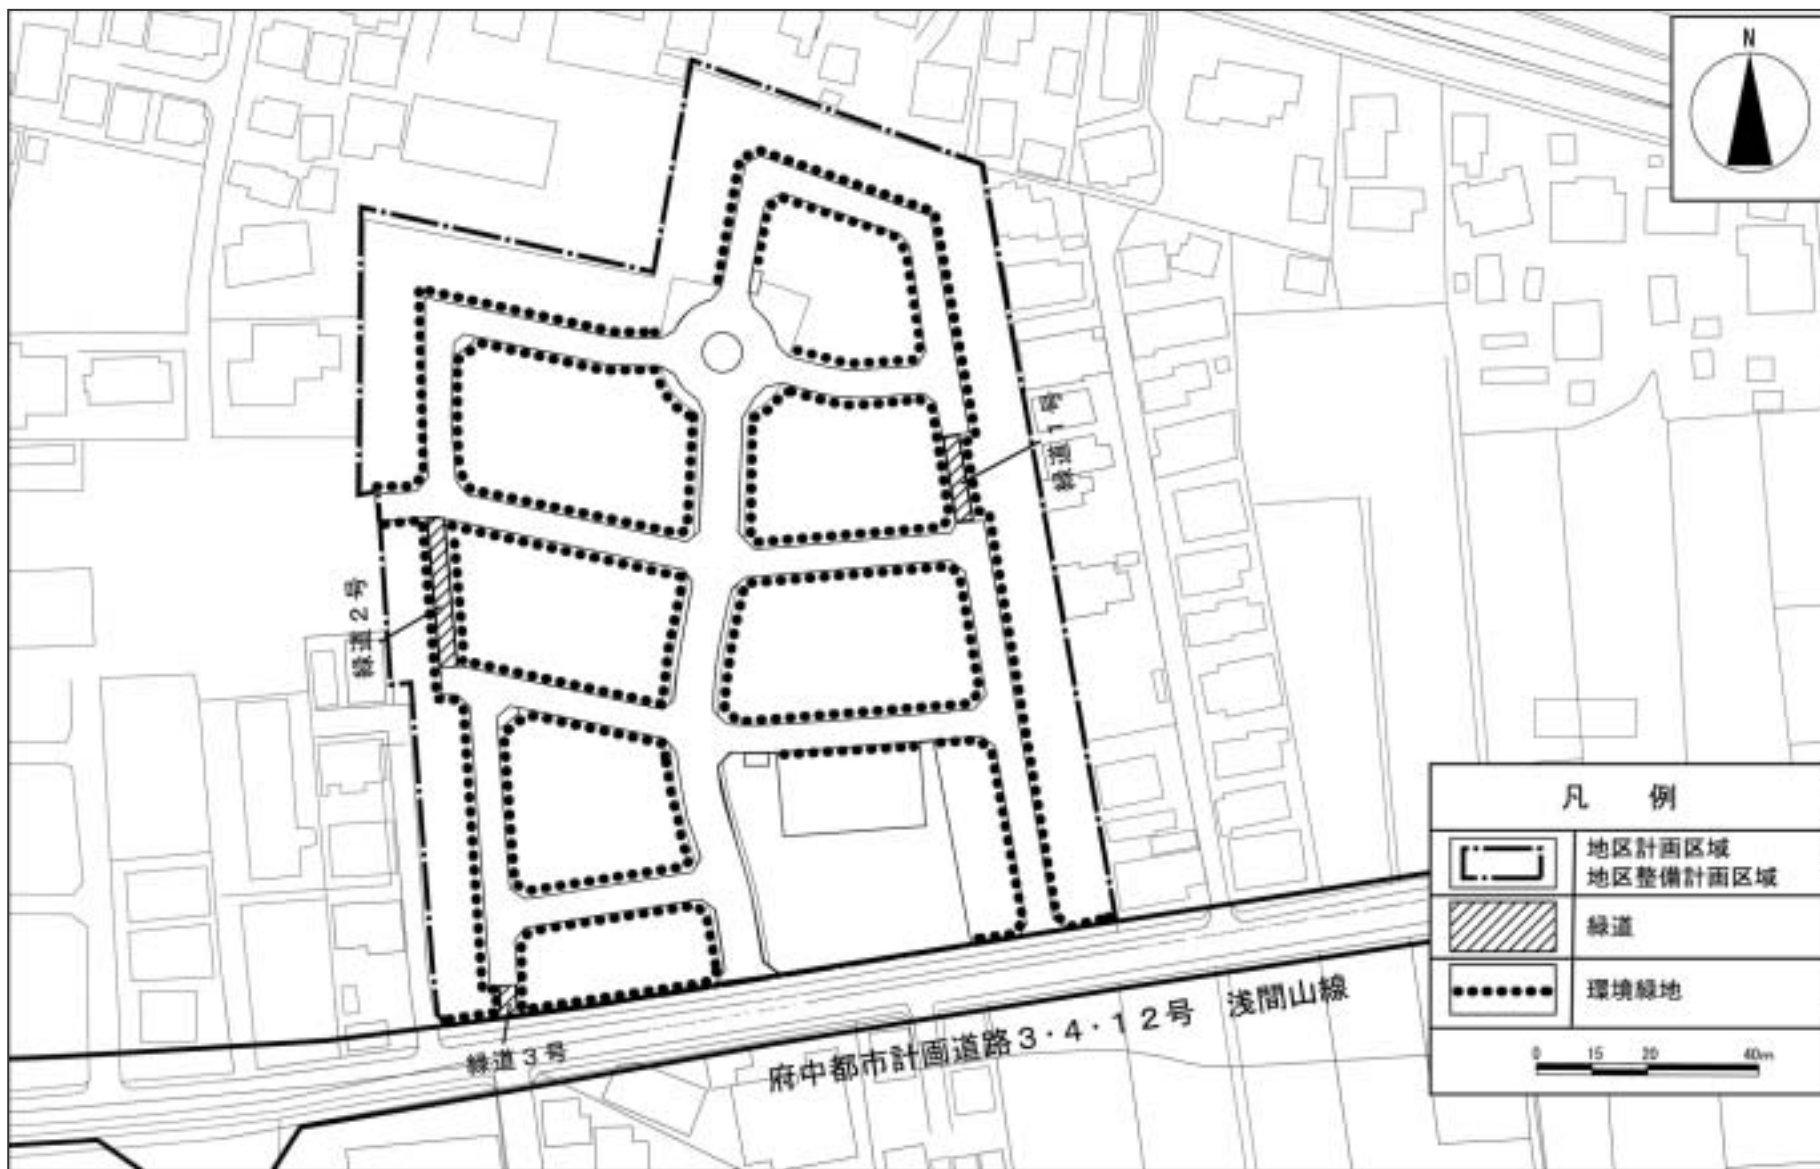 N
緑道1号
緑道2号
緑道3号
府中都市計画道路3・4・12号 浅間山線
凡 例
地区計画区域
地区整備計画区域
緑道
環境緑地
0 15 20 40m